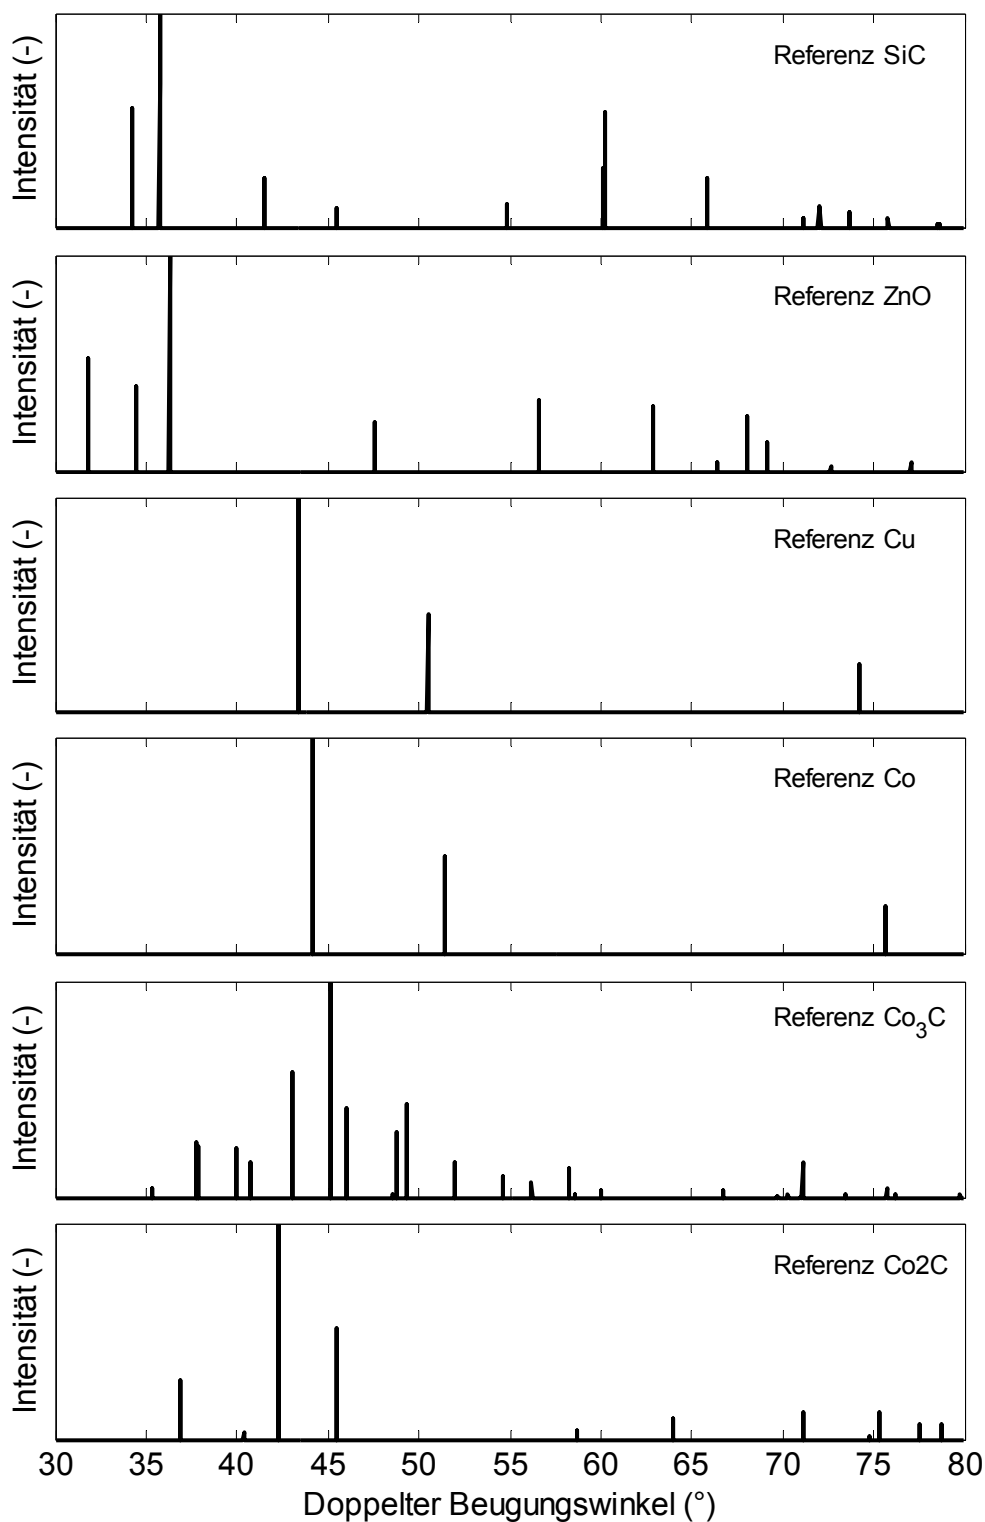 Intensität (-)
Referenz SiC
Intensität (-)
Referenz ZnO
Intensität (-)
Referenz Cu
Intensität (-)
Referenz Co
Intensität (-)
Referenz Co₃C
Intensität (-)
Referenz Co2C
30 35 40 45 50 55 60 65 70 75 80
Doppelter Beugungswinkel (°)